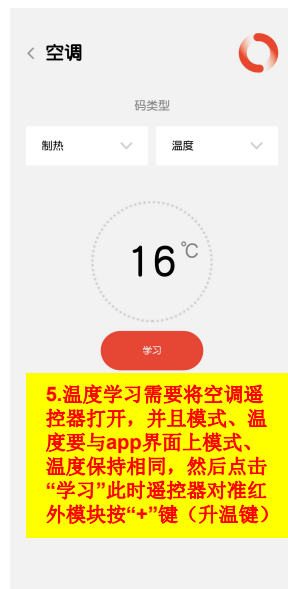 空调
码类型
制热 温度
16℃
学习
5.温度学习需要将空调遥
控器打开，并且模式、温
度要与app界面上模式、
温度保持相同，然后点击
“学习”此时遥控器对准红
外模块按“+”键（升温键）